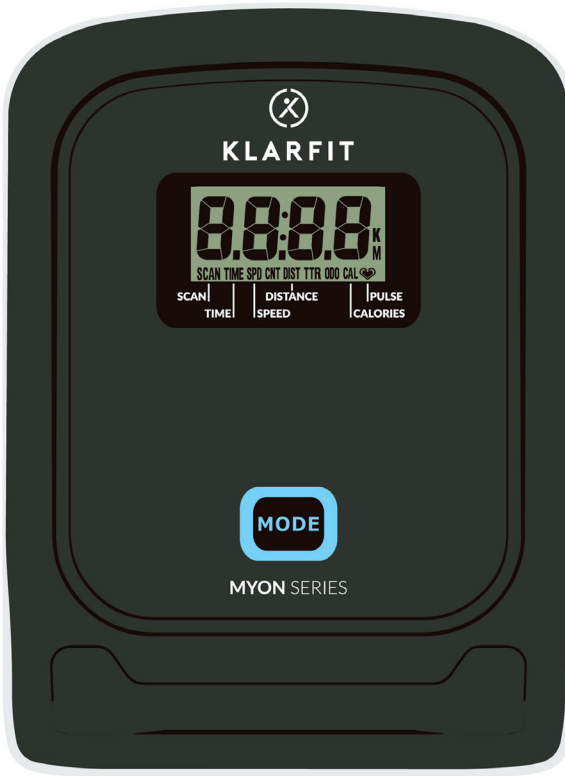 KLARFIT
8.8:8.8 K
M
SCAN TIME SPD CNT DIST TTR ODO CAL
SCAN DISTANCE PULSE
TIME SPEED CALORIES
MODE
MYON SERIES